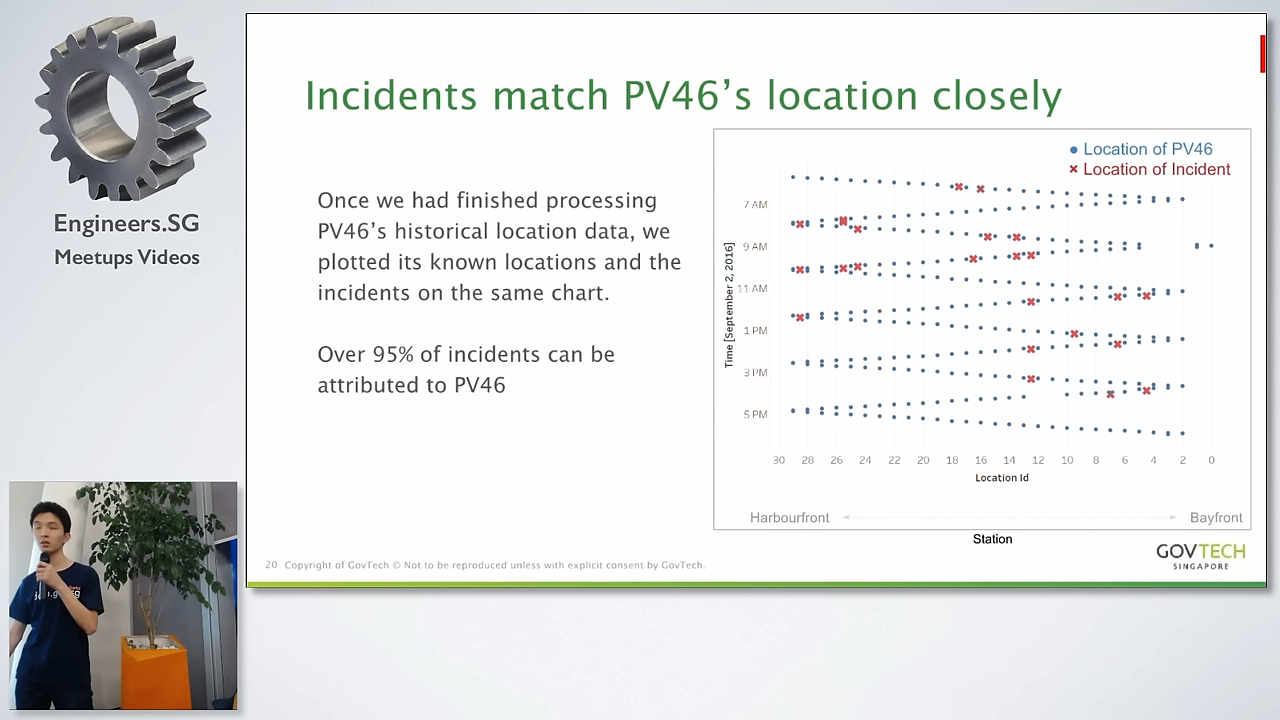 Engineers.SG
Meetups Videos
Incidents match PV46's location closely
Once we had finished processing
PV46's historical location data, we
plotted its known locations and the
incidents on the same chart.
Over 95% of incidents can be
attributed to PV46
Location of PV46
Location of Incident
Time [September 2, 2016]
7 AM
9 AM
11 AM
1 PM
3 PM
5 PM
30 28 26 24 22 20 18 16 14 12 10 8 6 4 2 0
Location Id
Harbourfront
Bayfront
Station
20 Copyright of GovTech © Not to be reproduced unless with explicit consent by GovTech.
GOVTECH
SINGAPORE